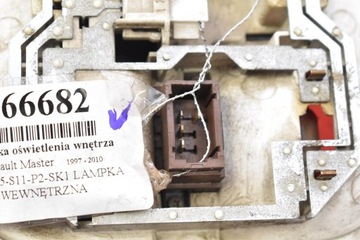 66682
ka oświetlenia wnętrza
ault Master 1997 - 2010
5-S11-P2-SK1 LAMPKA
WEWNĘTRZNA